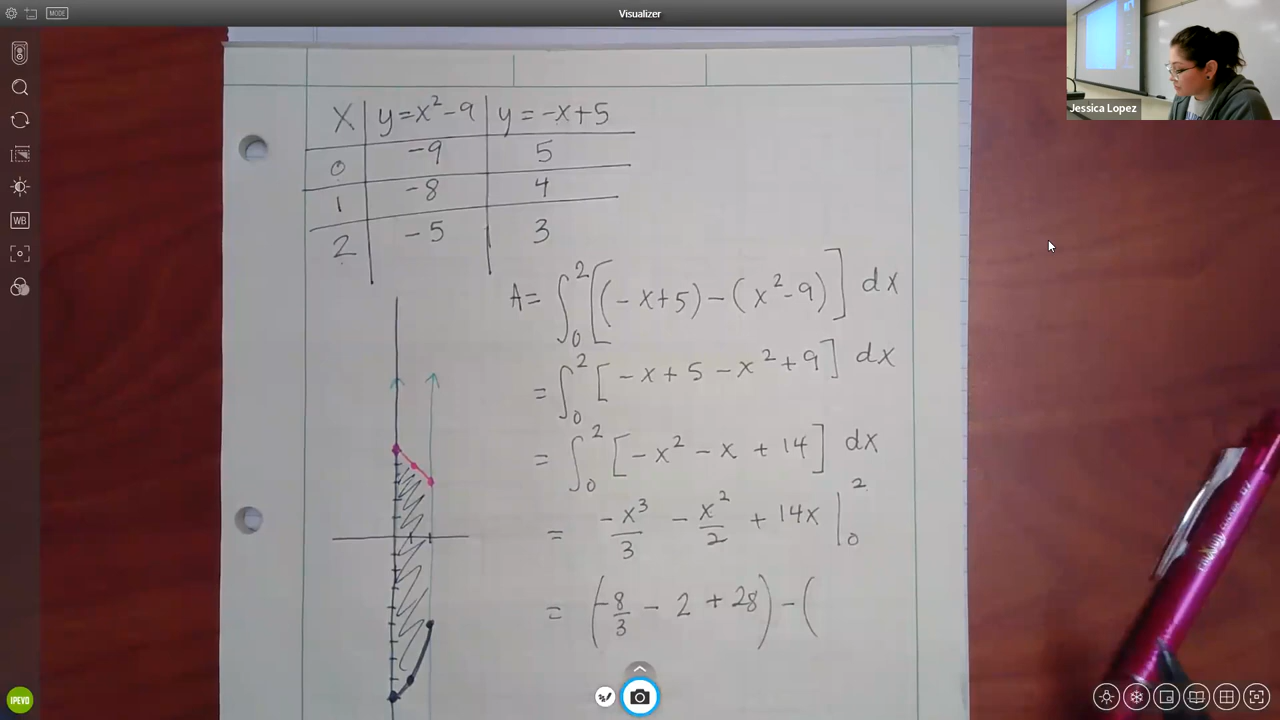 MODE
Visualizer
Jessica Lopez
WB
x y=x²-9 y=-x+5
0 -9 5
1 -8 4
2 -5 3
A= ∫₀² [(-x+5)-(x²-9)] dx
= ∫₀² [-x+5-x²+9] dx
= ∫₀² [-x²-x+14] dx
= -x³/3 - x²/2 + 14x |₀²
= (-8/3 - 2 + 28) - (
IPEVO